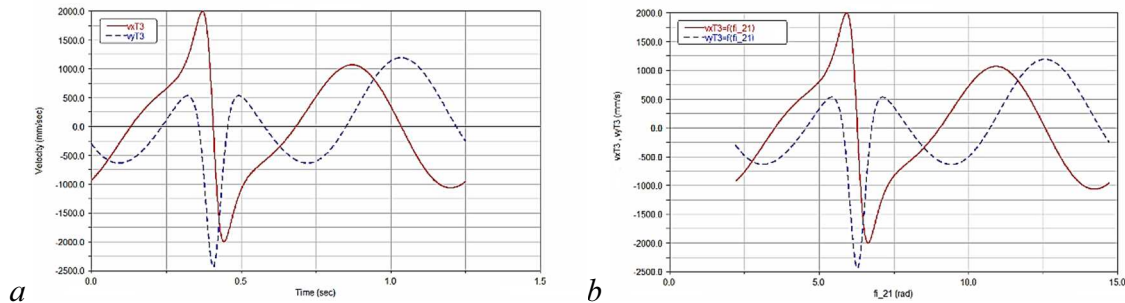 2000.0
1500.0
1000.0
500.0
0.0
-500.0
-1000.0
-1500.0
-2000.0
-2500.0
Velocity (mm/sec)
vxT3
vyT3
0.0 0.5 1.0 1.5
Time (sec)
a
2000.0
1500.0
1000.0
500.0
0.0
-500.0
-1000.0
-1500.0
-2000.0
-2500.0
vxT3 , vyT3 (mm/s)
vxT3=f(fi_21)
vyT3=f(fi_21)
0.0 5.0 10.0 15.0
fi_21 (rad)
b